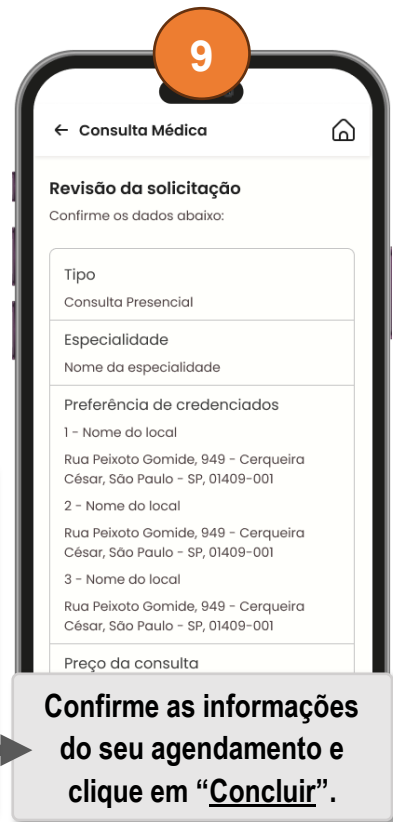 9
Consulta Médica
Revisão da solicitação
Confirme os dados abaixo:
Tipo
Consulta Presencial
Especialidade
Nome da especialidade
Preferência de credenciados
1 - Nome do local
Rua Peixoto Gomide, 949 - Cerqueira
César, São Paulo - SP, 01409-001
2 - Nome do local
Rua Peixoto Gomide, 949 - Cerqueira
César, São Paulo - SP, 01409-001
3 - Nome do local
Rua Peixoto Gomide, 949 - Cerqueira
César, São Paulo - SP, 01409-001
Preço da consulta
Confirme as informações
do seu agendamento e
clique em “Concluir”.